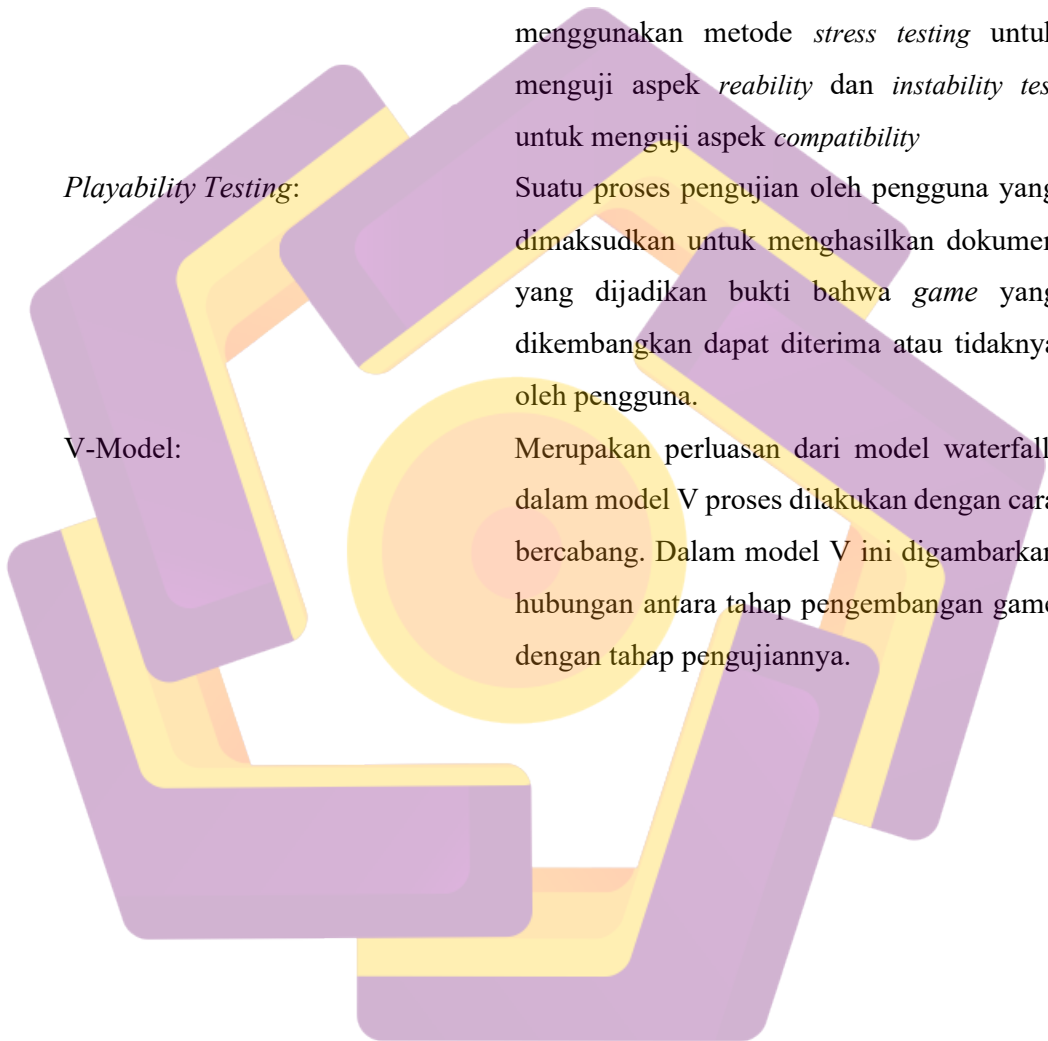 menggunakan metode stress testing untuk
menguji aspek reability dan instability tes
untuk menguji aspek compatibility
Playability Testing: Suatu proses pengujian oleh pengguna yang
dimaksudkan untuk menghasilkan dokumen
yang dijadikan bukti bahwa game yang
dikembangkan dapat diterima atau tidaknya
oleh pengguna.
V-Model: Merupakan perluasan dari model waterfall
dalam model V proses dilakukan dengan cara
bercabang. Dalam model V ini digambarkan
hubungan antara tahap pengembangan game
dengan tahap pengujiannya.